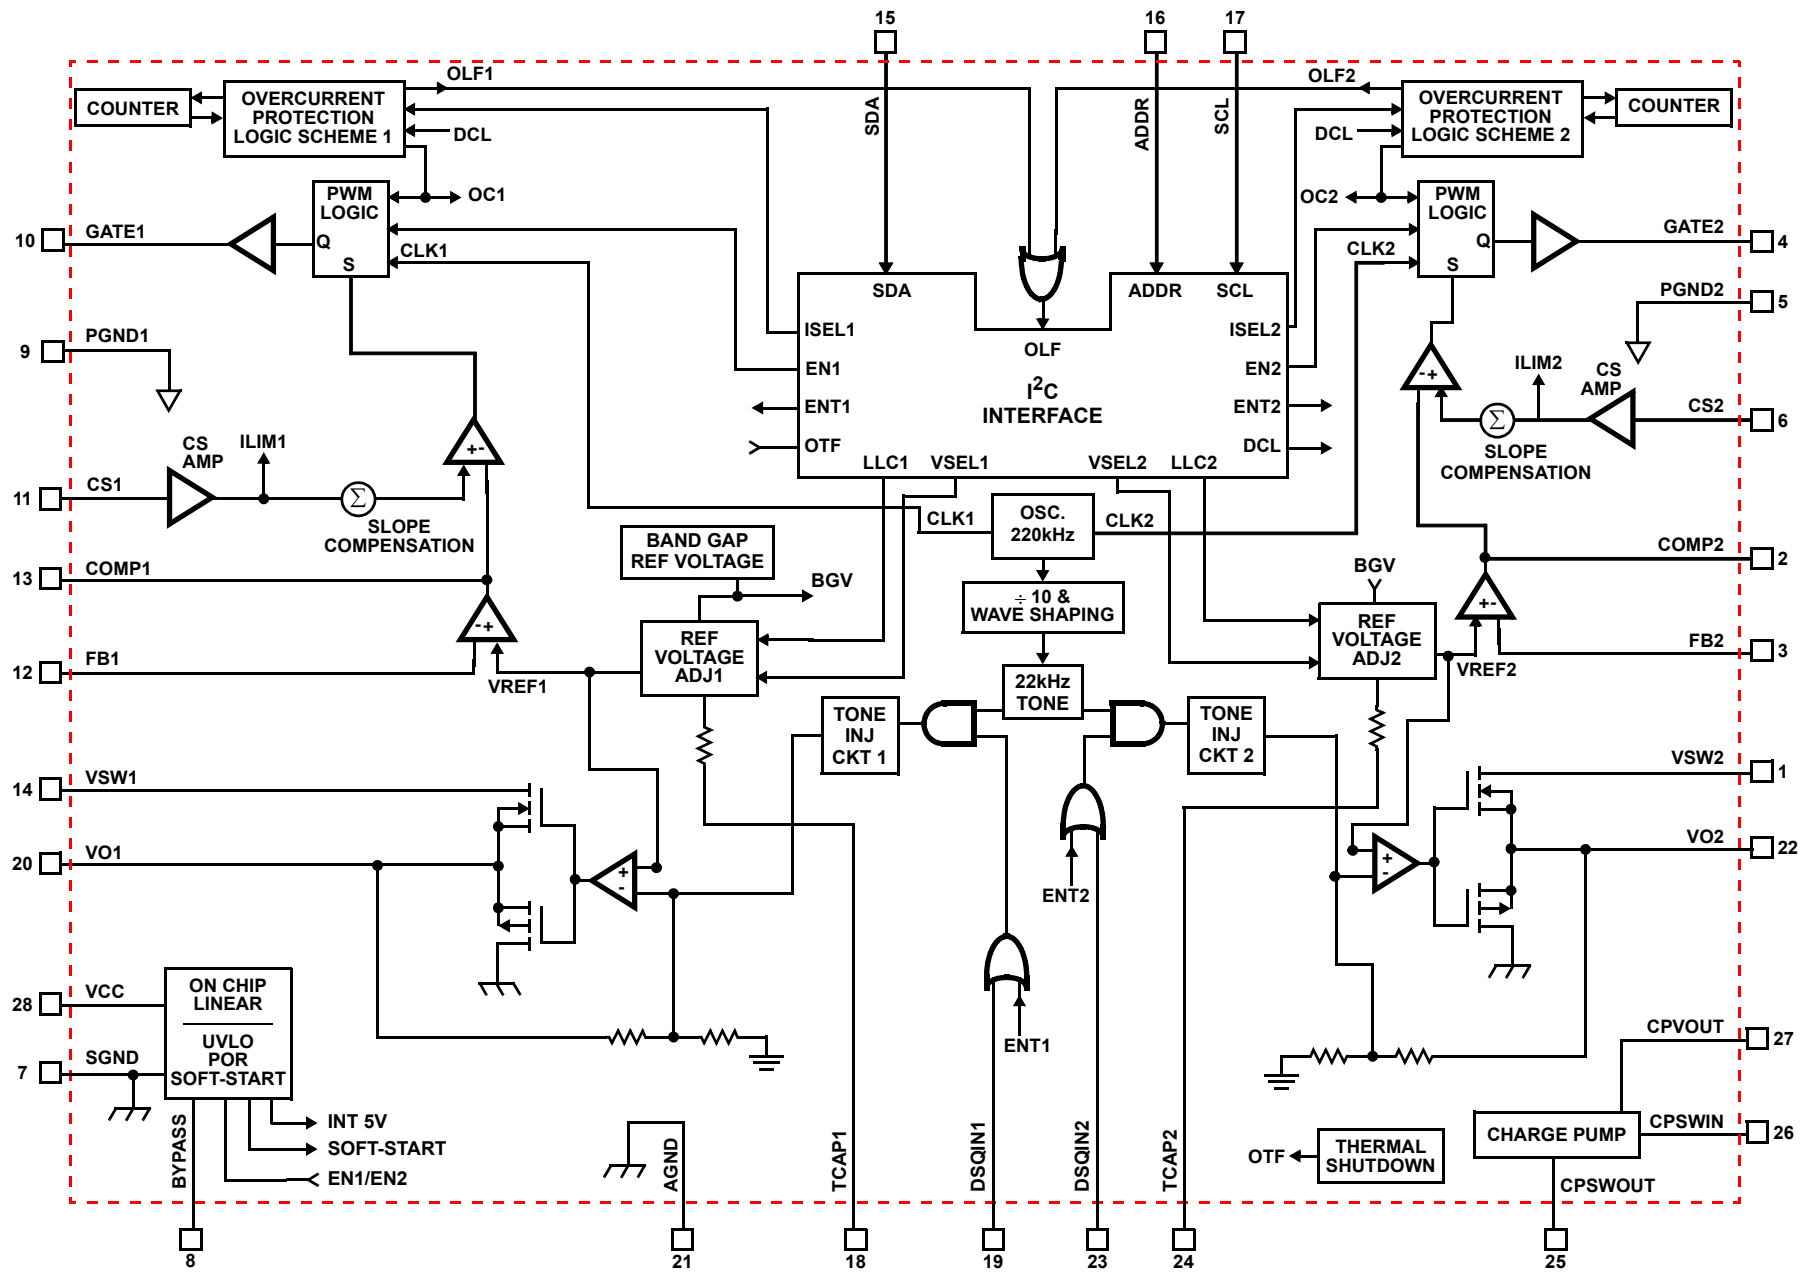 15
16
17
OLF1
OLF2
COUNTER
OVERCURRENT
PROTECTION
LOGIC SCHEME 1
DCL
SDA
ADDR
SCL
DCL
OVERCURRENT
PROTECTION
LOGIC SCHEME 2
COUNTER
PWM
LOGIC
Q
S
OC1
CLK1
OC2
CLK2
PWM
LOGIC
Q
S
10
GATE1
GATE2
4
SDA
ADDR
SCL
ISEL1
EN1
ENT1
OTF
OLF
I2C
INTERFACE
ISEL2
EN2
ENT2
DCL
LLC1
VSEL1
VSEL2
LLC2
9
PGND1
PGND2
5
CS
AMP
ILIM1
+-
11
CS1
Σ
SLOPE
COMPENSATION
-+
ILIM2
CS
AMP
CS2
6
Σ
SLOPE
COMPENSATION
CLK1
OSC.
220kHz
CLK2
BAND GAP
REF VOLTAGE
BGV
13
COMP1
COMP2
2
÷ 10 &
WAVE SHAPING
BGV
-+
REF
VOLTAGE
ADJ1
REF
VOLTAGE
ADJ2
+-
12
FB1
VREF1
VREF2
FB2
3
22kHz
TONE
TONE
INJ
CKT 1
TONE
INJ
CKT 2
14
VSW1
VSW2
1
20
VO1
+
-
+
-
VO2
22
ENT2
ENT1
28
VCC
7
SGND
ON CHIP
LINEAR
UVLO
POR
SOFT-START
INT 5V
SOFT-START
EN1/EN2
BYPASS
AGND
TCAP1
DSQIN1
DSQIN2
TCAP2
OTF
THERMAL
SHUTDOWN
CHARGE PUMP
CPVOUT
27
CPSWIN
26
CPSWOUT
8
21
18
19
23
24
25